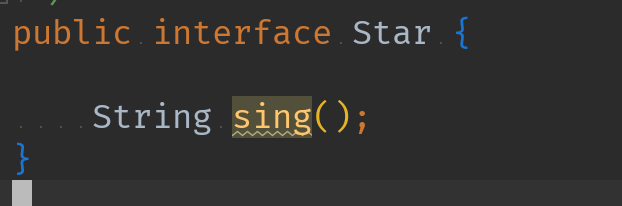 public interface Star {
    String sing();
}